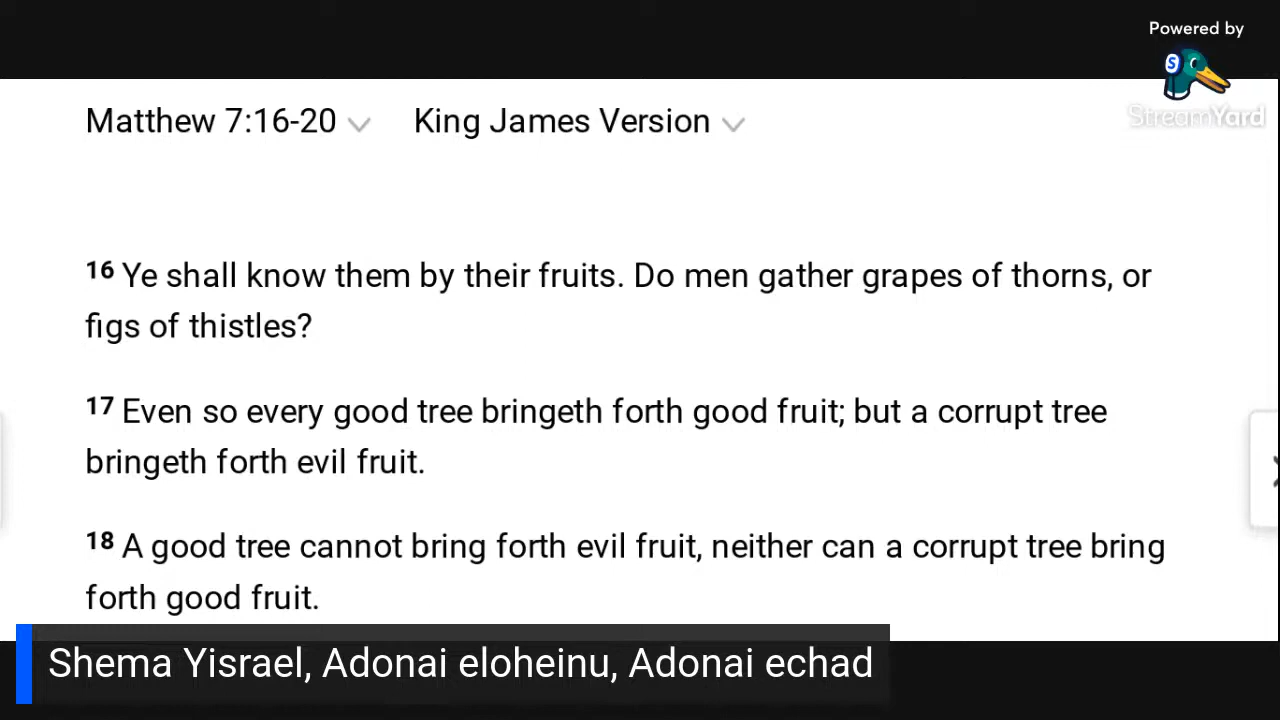 Powered by
S
StreamYard
Matthew 7:16-20 King James Version
16 Ye shall know them by their fruits. Do men gather grapes of thorns, or
figs of thistles?
17 Even so every good tree bringeth forth good fruit; but a corrupt tree
bringeth forth evil fruit.
18 A good tree cannot bring forth evil fruit, neither can a corrupt tree bring
forth good fruit.
Shema Yisrael, Adonai eloheinu, Adonai echad